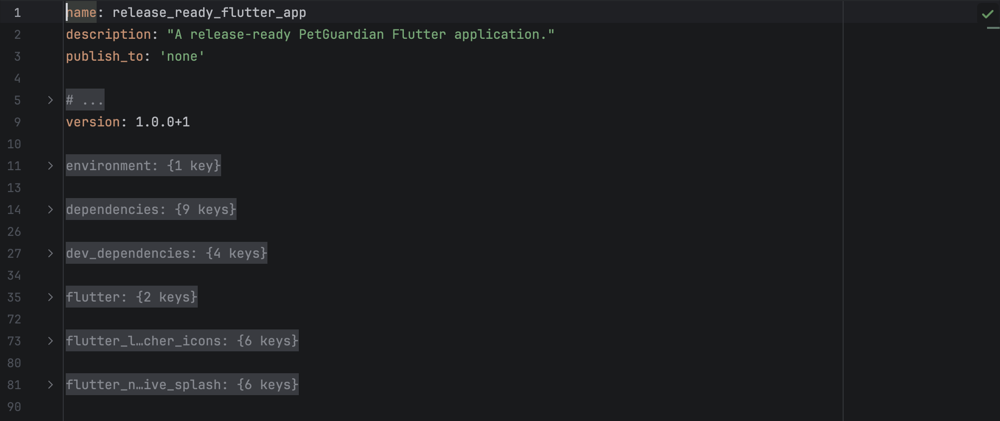 1 name: release_ready_flutter_app
2 description: "A release-ready PetGuardian Flutter application."
3 publish_to: 'none'
4
5 # ...
9 version: 1.0.0+1
10
11 environment: {1 key}
13
14 dependencies: {9 keys}
26
27 dev_dependencies: {4 keys}
34
35 flutter: {2 keys}
72
73 flutter_l…cher_icons: {6 keys}
80
81 flutter_n…ive_splash: {6 keys}
90